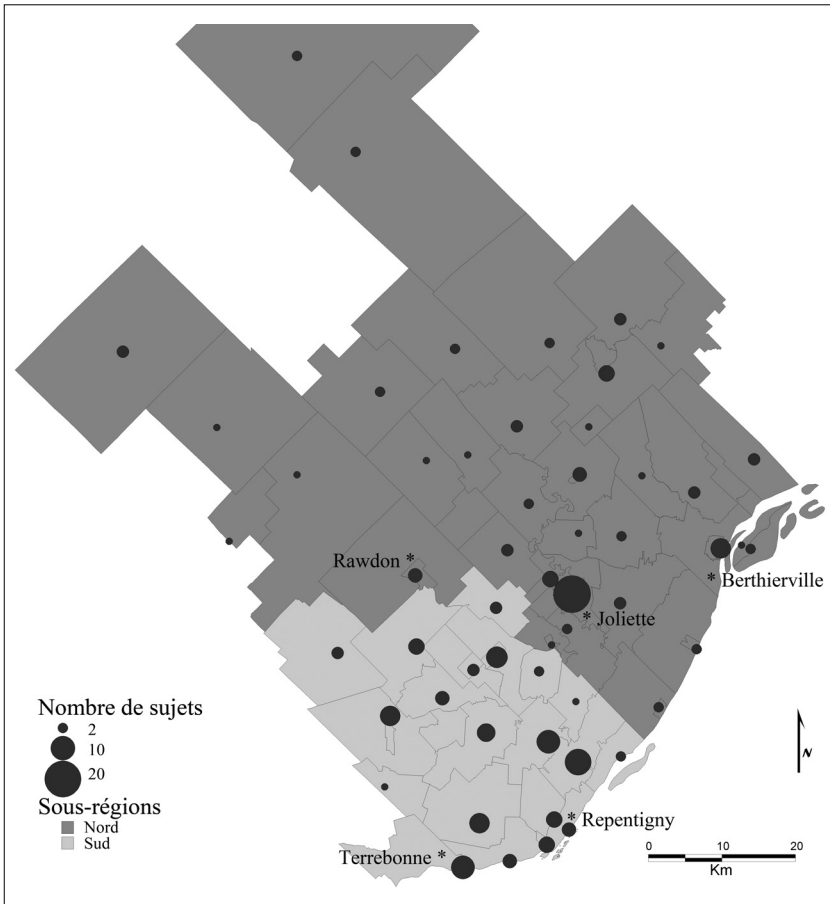 Rawdon *
* Berthierville
* Joliette
Nombre de sujets
2
10
20
Sous-régions
Nord
Sud
N
* Repentigny
Terrebonne *
0 10 20
Km